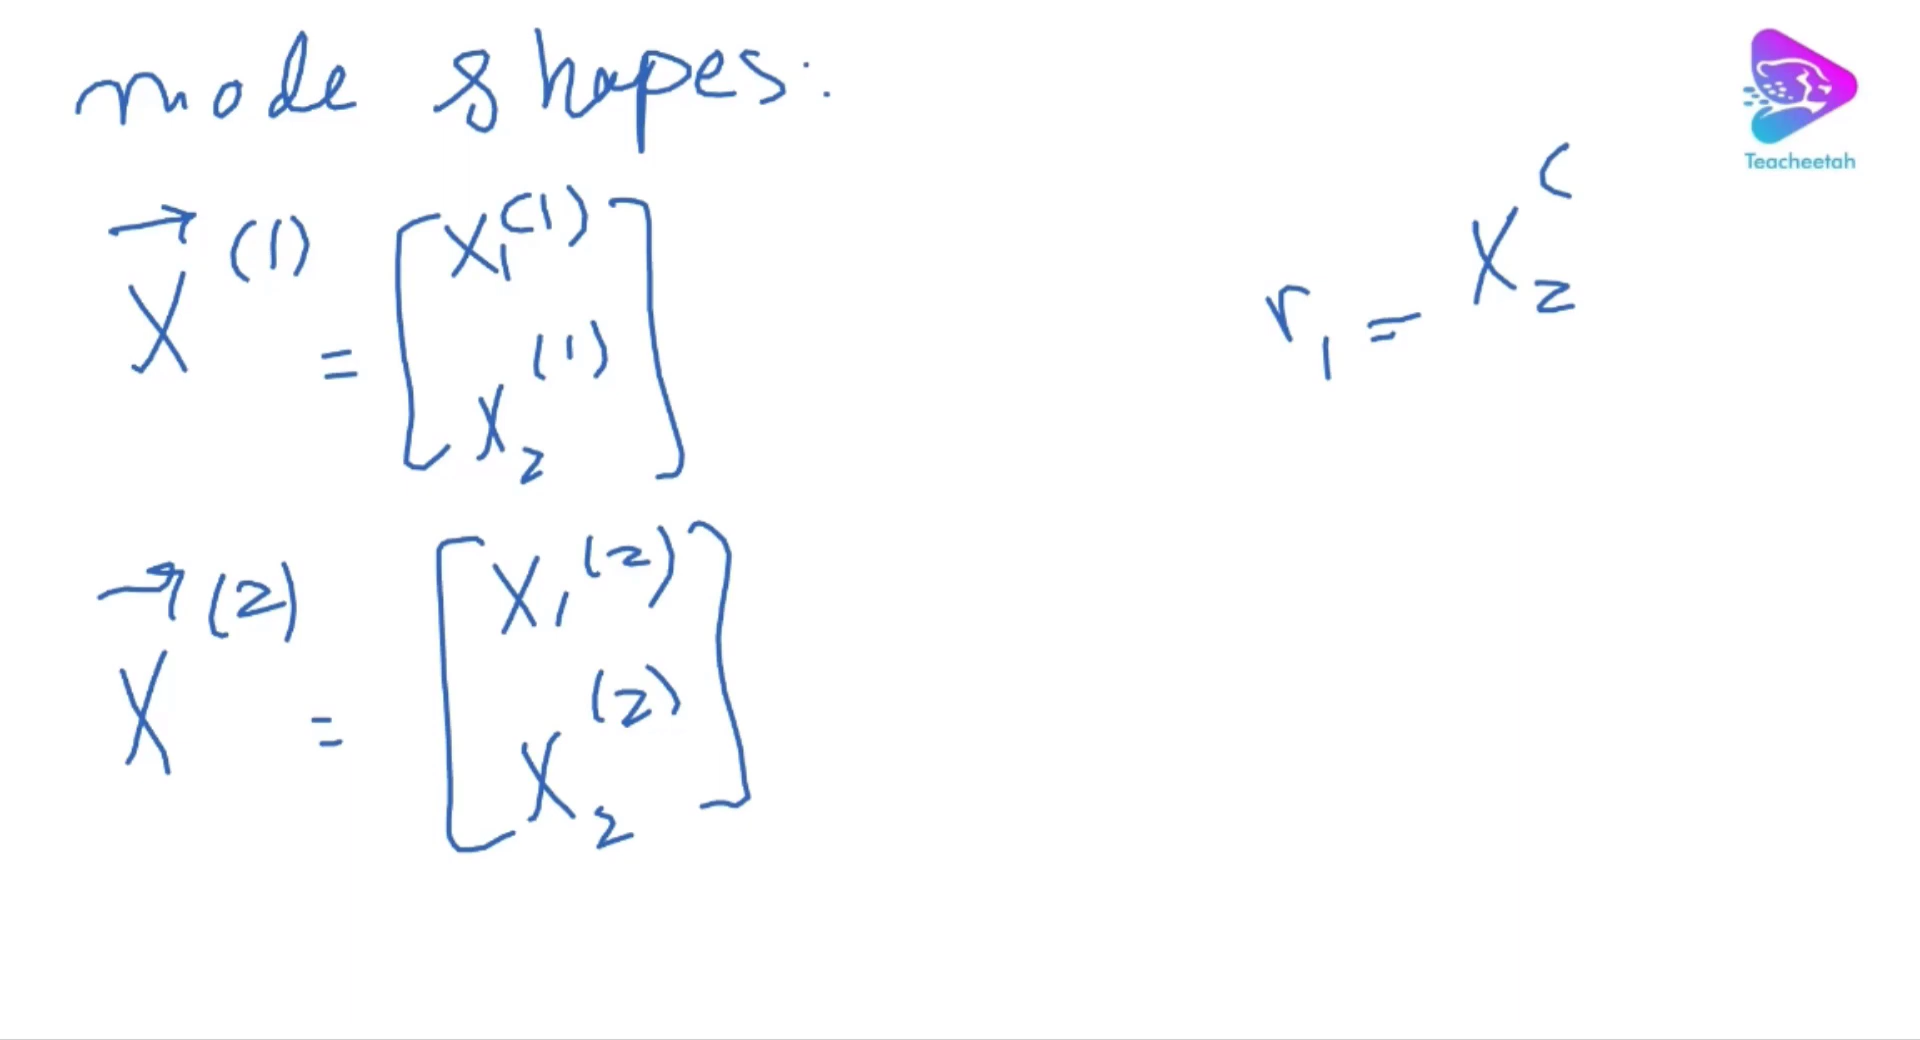 mode shapes:
Teacheetah
X⃗^(1) = [X₁^(1)
X₂^(1)]
r₁ = X₂^(
X⃗^(2) = [X₁^(2)
X₂^(2)]